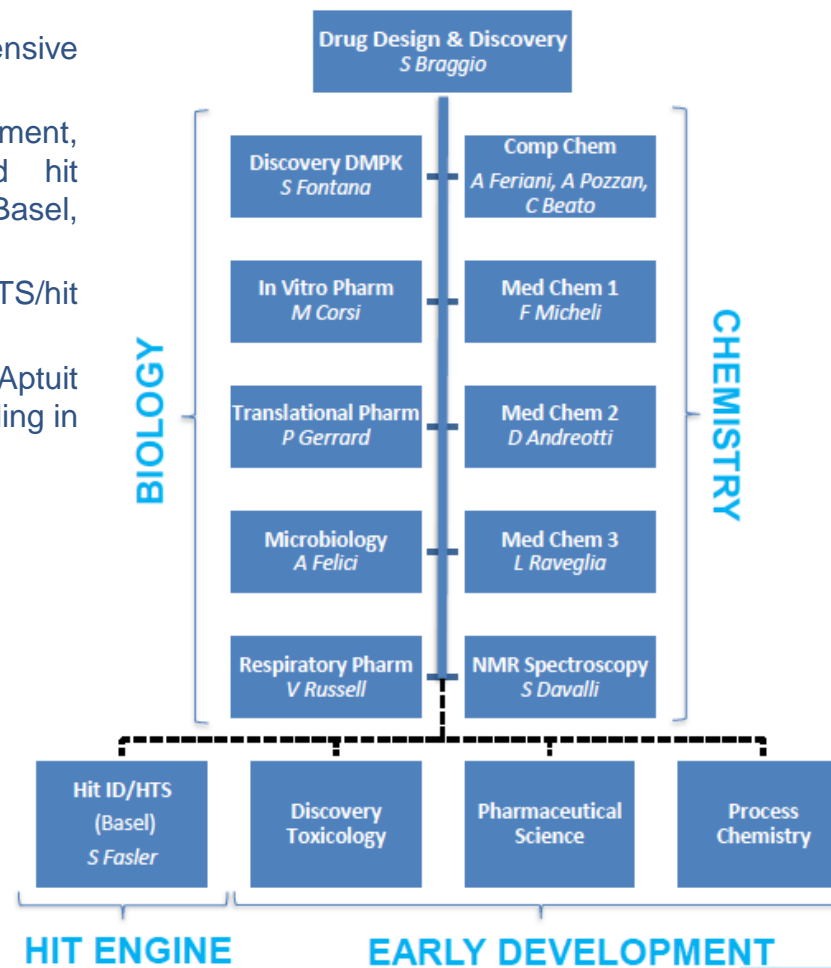 ensive
ment,
d hit
Basel,
TS/hit
Aptuit
ling in
Drug Design & Discovery
S Braggio
BIOLOGY
Discovery DMPK
S Fontana
In Vitro Pharm
M Corsi
Translational Pharm
P Gerrard
Microbiology
A Felici
Respiratory Pharm
V Russell
Comp Chem
A Feriani, A Pozzan,
C Beato
Med Chem 1
F Micheli
Med Chem 2
D Andreotti
Med Chem 3
L Raveglia
NMR Spectroscopy
S Davalli
CHEMISTRY
Hit ID/HTS
(Basel)
S Fasler
Discovery
Toxicology
Pharmaceutical
Science
Process
Chemistry
HIT ENGINE
EARLY DEVELOPMENT